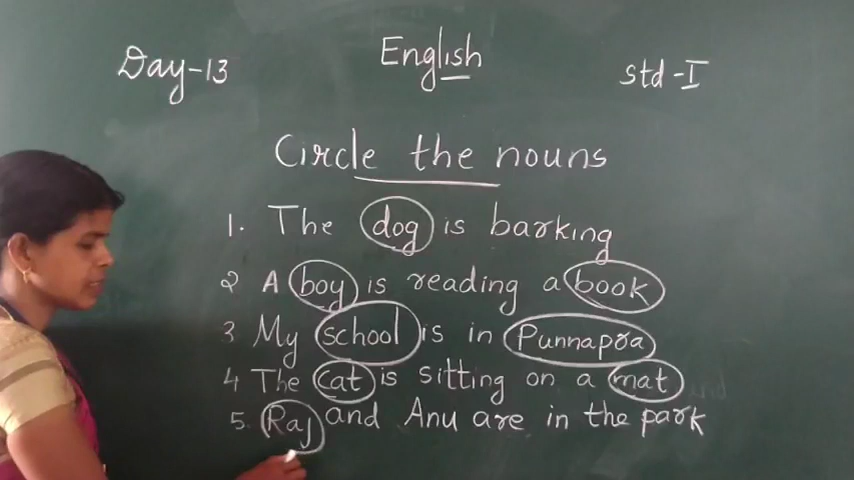 Day-13 English std-I
Circle the nouns
1. The dog is barking
2 A boy is reading a book
3 My school is in Punnapra
4 The cat is sitting on a mat
5. Raj and Anu are in the park